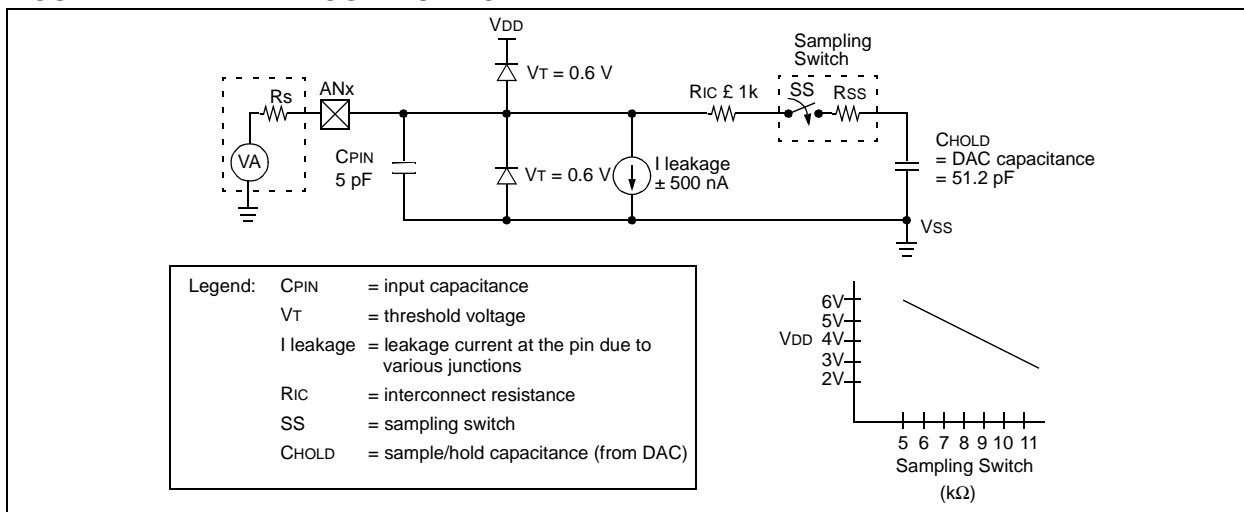 VDD
Sampling
Switch
VT = 0.6 V
Rs
ANx
RIC £ 1k
SS
RSS
VA
CPIN
5 pF
VT = 0.6 V
I leakage
± 500 nA
CHOLD
= DAC capacitance
= 51.2 pF
VSS
Legend: CPIN = input capacitance
VT = threshold voltage
I leakage = leakage current at the pin due to
various junctions
RIC = interconnect resistance
SS = sampling switch
CHOLD = sample/hold capacitance (from DAC)
6V
5V
VDD 4V
3V
2V
5 6 7 8 9 10 11
Sampling Switch
(kΩ)